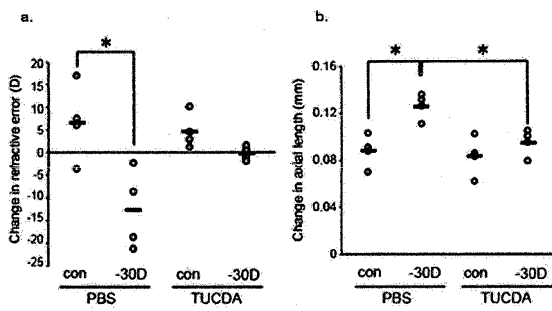 a.
*
Change in refractive error (D)
20
15
10
5
0
-5
-10
-15
-20
-25
con -30D con -30D
PBS TUCDA
b.
* *
Change in axial length (mm)
0.16
0.12
0.08
0.04
0
con -30D con -30D
PBS TUCDA